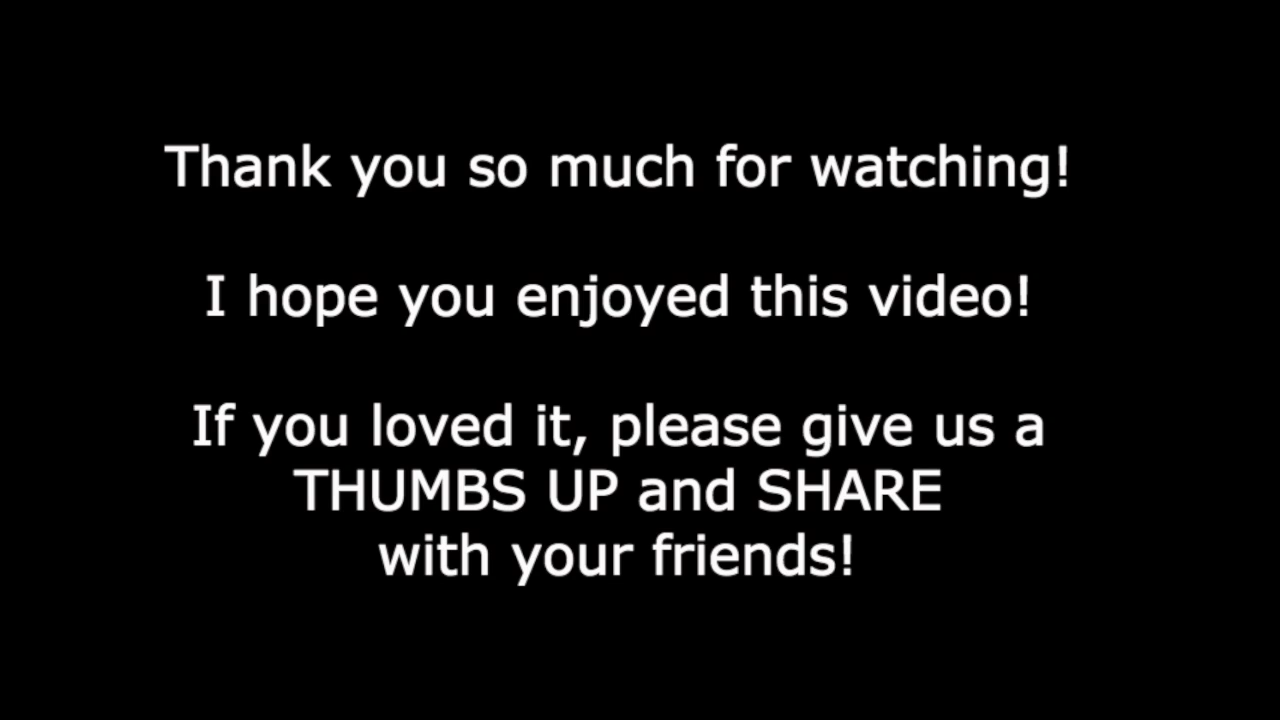 Thank you so much for watching!
I hope you enjoyed this video!
If you loved it, please give us a
THUMBS UP and SHARE
with your friends!